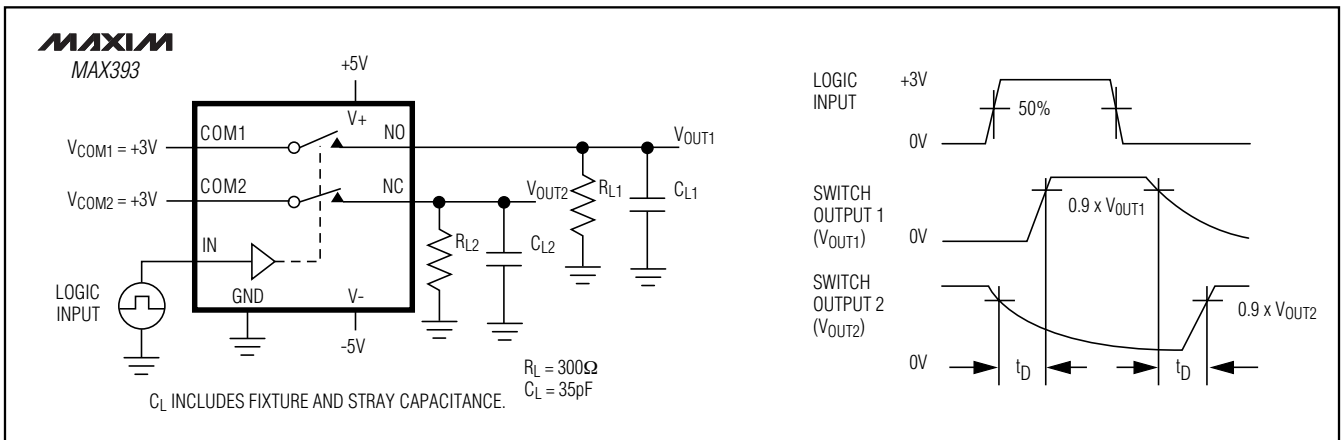 MAXIM
MAX393
+5V
V+
COM1
NO
VCOM1 = +3V
VOUT1
COM2
NC
VCOM2 = +3V
VOUT2
RL1
CL1
RL2
CL2
IN
LOGIC
INPUT
GND
V-
-5V
RL = 300Ω
CL = 35pF
CL INCLUDES FIXTURE AND STRAY CAPACITANCE.
LOGIC
INPUT
+3V
50%
0V
SWITCH
OUTPUT 1
(VOUT1)
0.9 x VOUT1
0V
SWITCH
OUTPUT 2
(VOUT2)
0.9 x VOUT2
0V
tD
tD